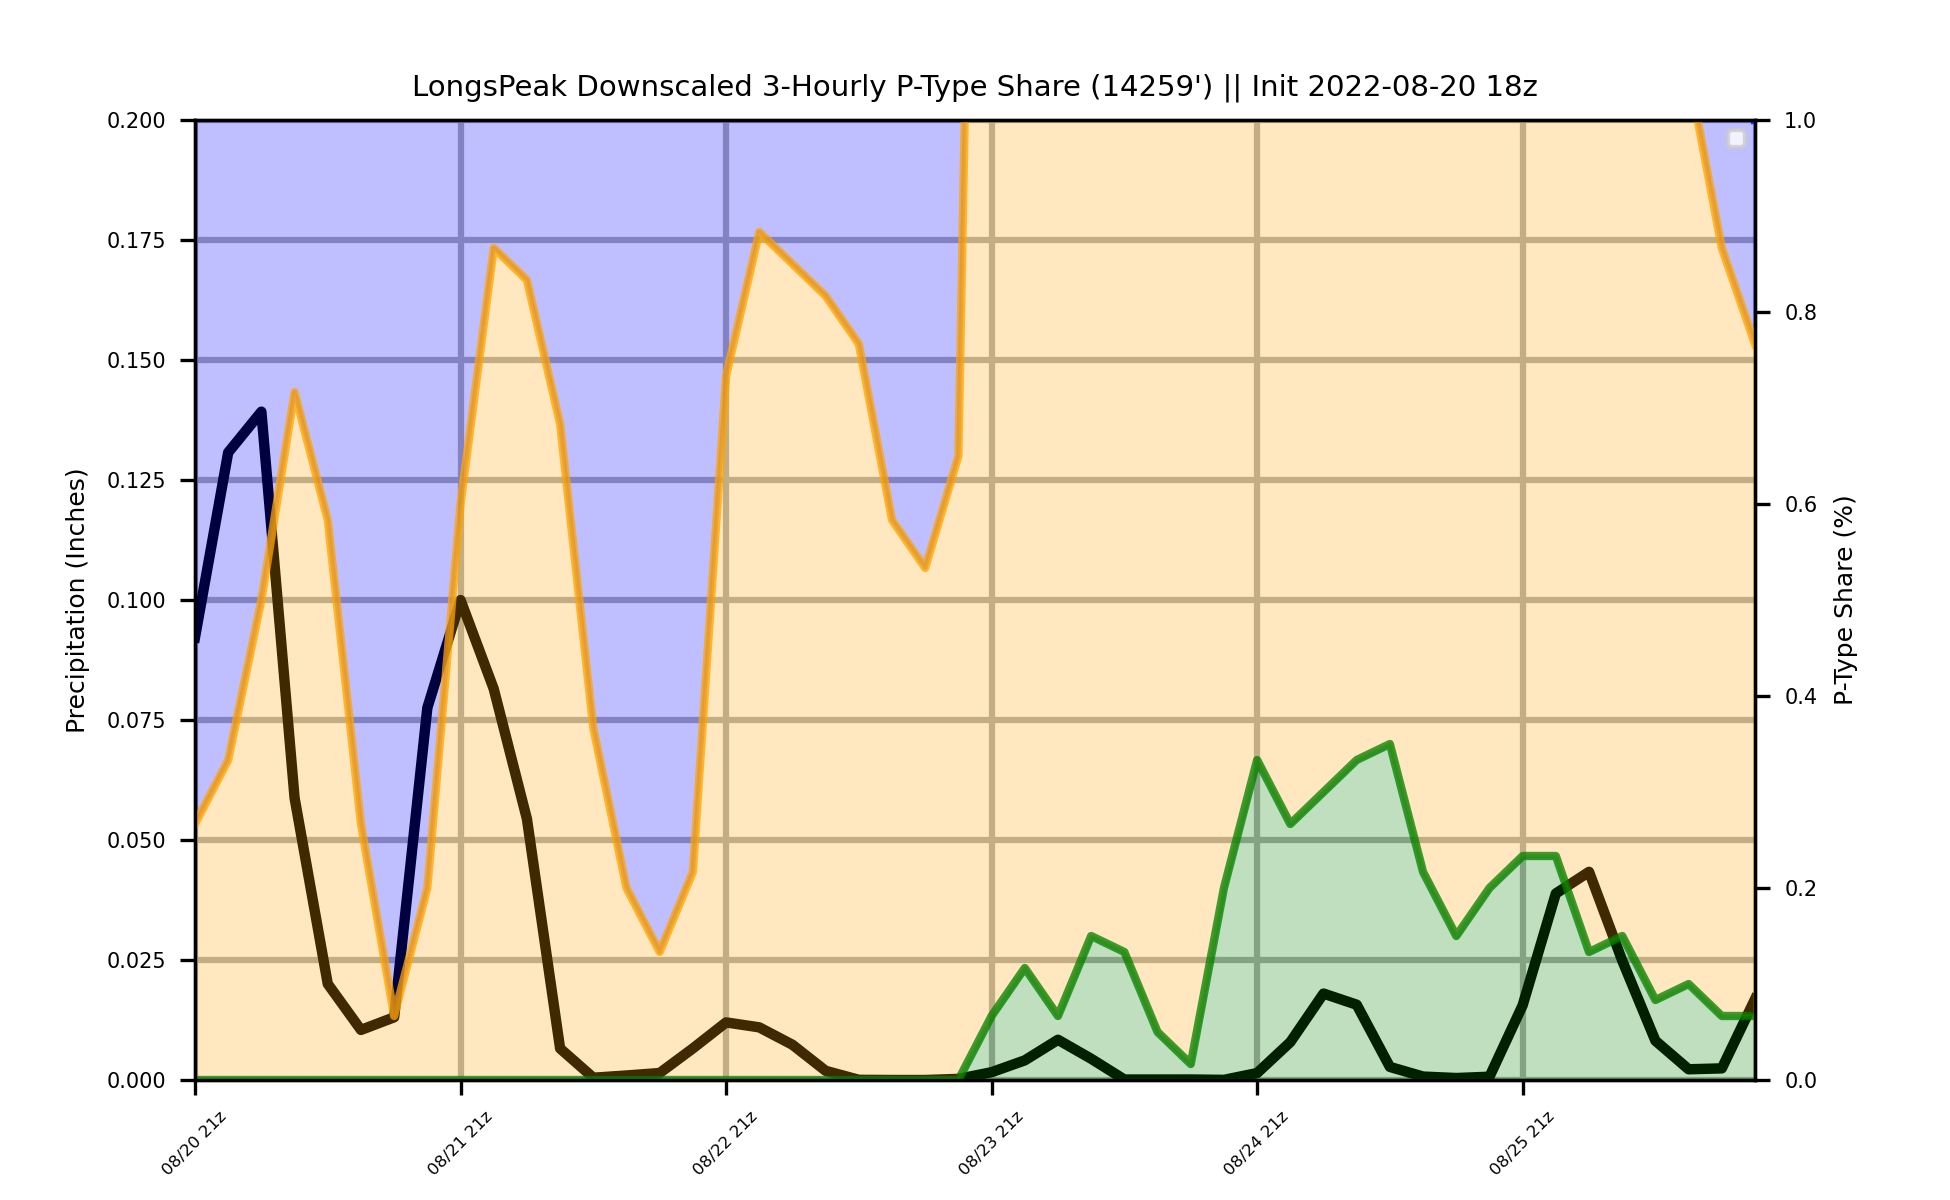 LongsPeak Downscaled 3-Hourly P-Type Share (14259') || Init 2022-08-20 18z
0.200
0.175
0.150
0.125
0.100
0.075
0.050
0.025
0.000
Precipitation (Inches)
1.0
0.8
0.6
0.4
0.2
0.0
P-Type Share (%)
08/20 21z
08/21 21z
08/22 21z
08/23 21z
08/24 21z
08/25 21z